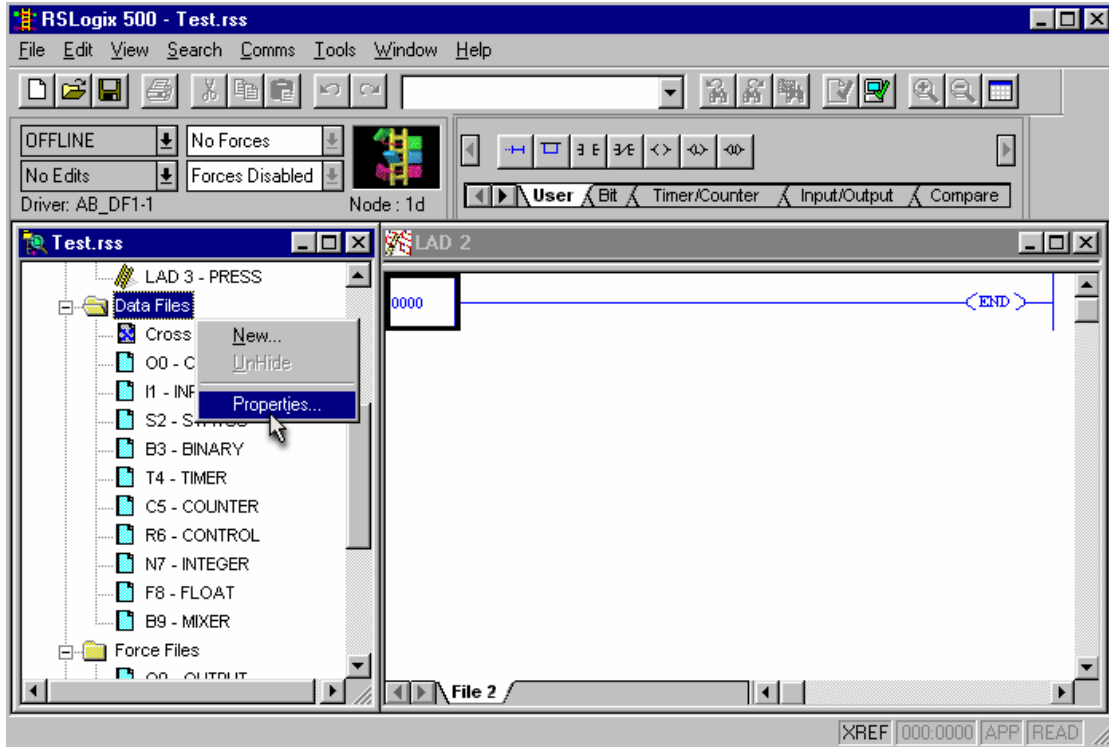 RSLogix 500 - Test.rss
File Edit View Search Comms Tools Window Help
OFFLINE No Forces
No Edits Forces Disabled
Driver: AB_DF1-1 Node : 1d
User Bit Timer/Counter Input/Output Compare
Test.rss
LAD 3 - PRESS
Data Files
Cross
O0 - 
I1 - 
S2 - 
B3 - BINARY
T4 - TIMER
C5 - COUNTER
R6 - CONTROL
N7 - INTEGER
F8 - FLOAT
B9 - MIXER
Force Files
New...
UnHide
Properties...
LAD 2
0000
END
File 2
XREF 000:0000 APP READ